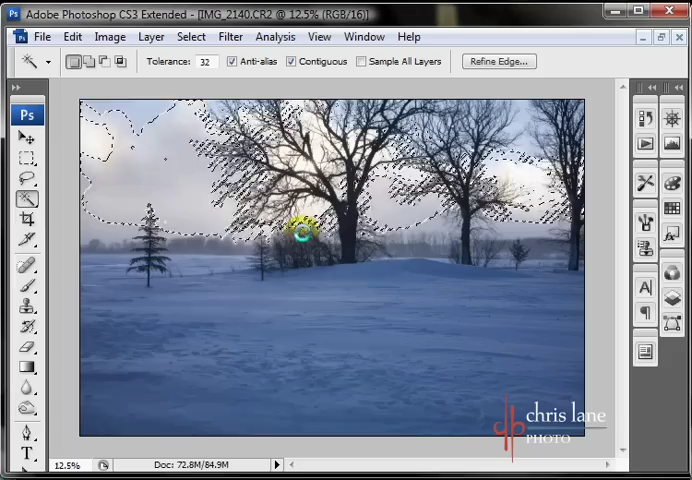 Adobe Photoshop CS3 Extended - [IMG_2140.CR2 @ 12.5% (RGB/16)]
File Edit Image Layer Select Filter Analysis View Window Help
Tolerance: 32 Anti-alias Contiguous Sample All Layers Refine Edge...
Ps
A
T
chris lane
PHOTO
12.5% Doc: 72.8M/84.9M